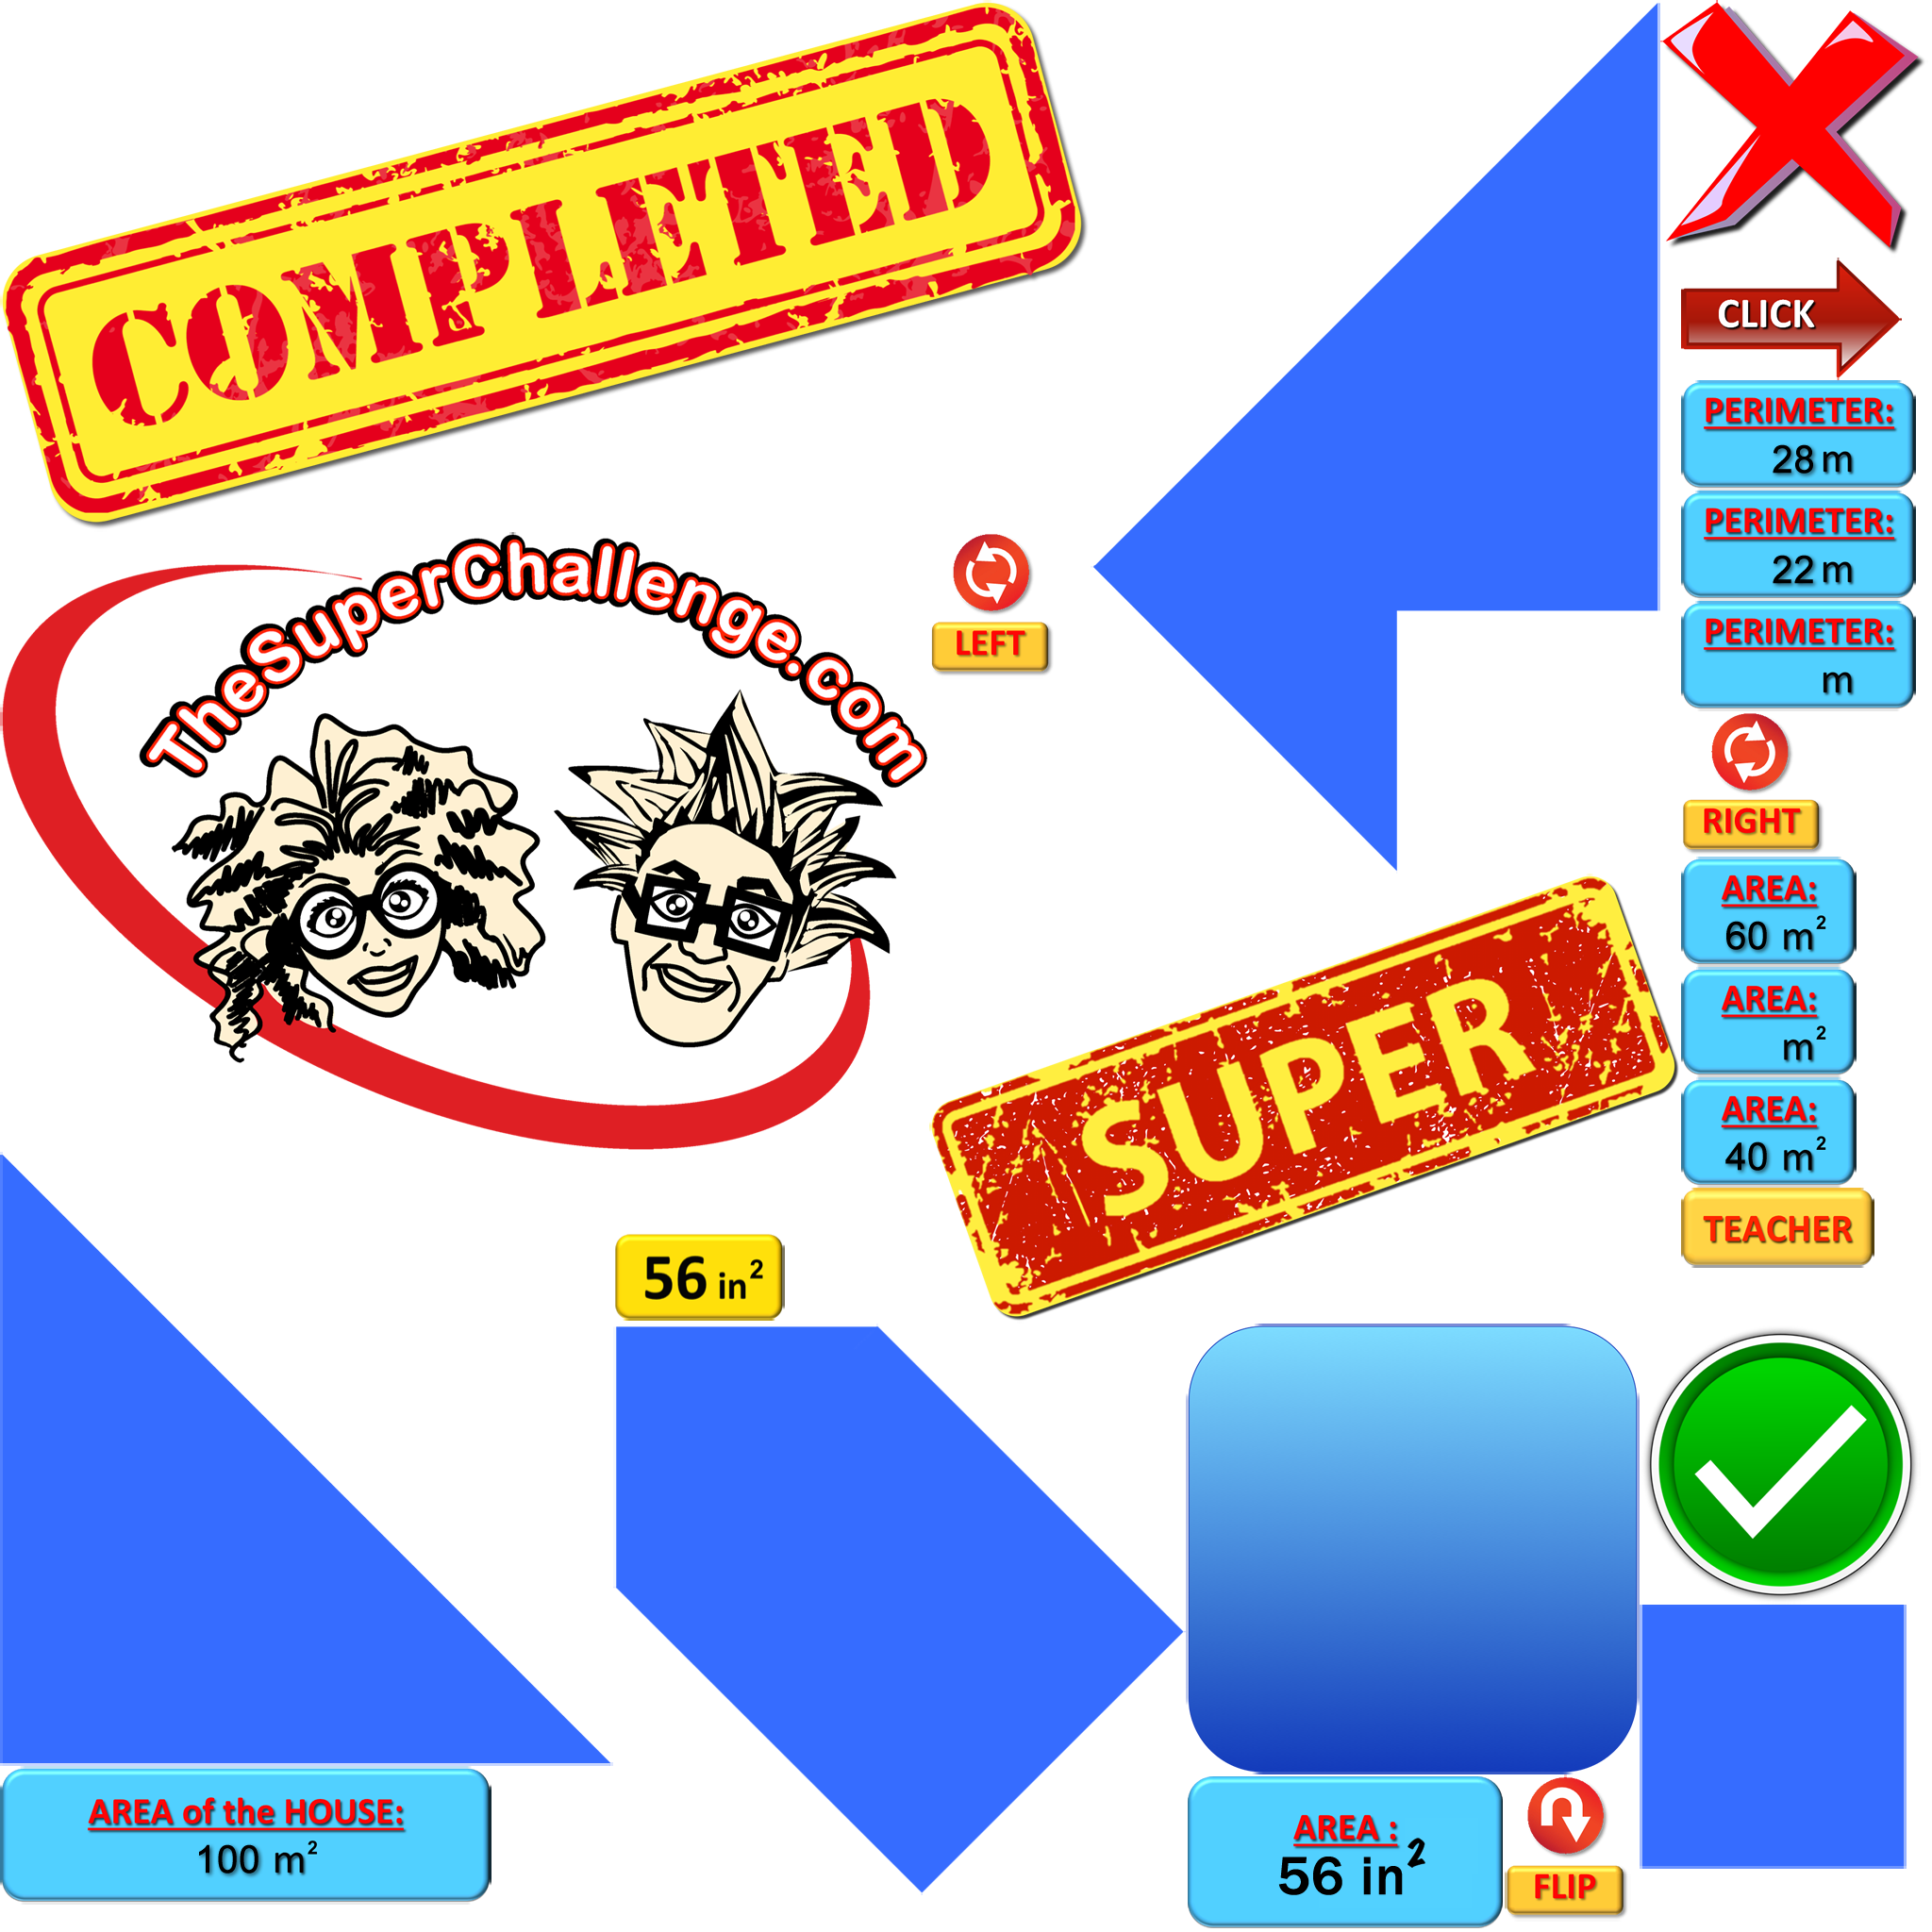 COMPLETED
CLICK
PERIMETER:
28 m
PERIMETER:
22 m
PERIMETER:
m
TheSuperChallenge.com
LEFT
RIGHT
AREA:
60 m²
AREA:
m²
AREA:
40 m²
SUPER
TEACHER
56 in²
AREA of the HOUSE:
100 m²
AREA :
56 in²
FLIP